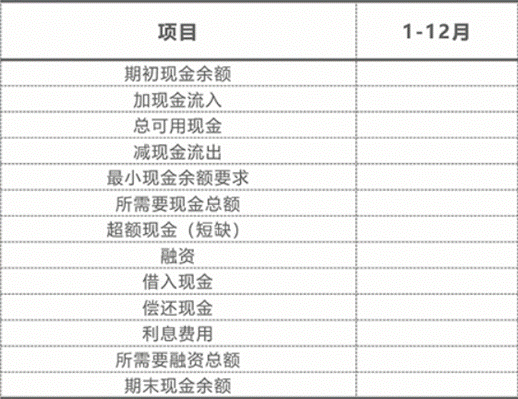 项目 1-12月
期初现金余额
加现金流入
总可用现金
减现金流出
最小现金余额要求
所需要现金总额
超额现金（短缺）
融资
借入现金
偿还现金
利息费用
所需要融资总额
期末现金余额